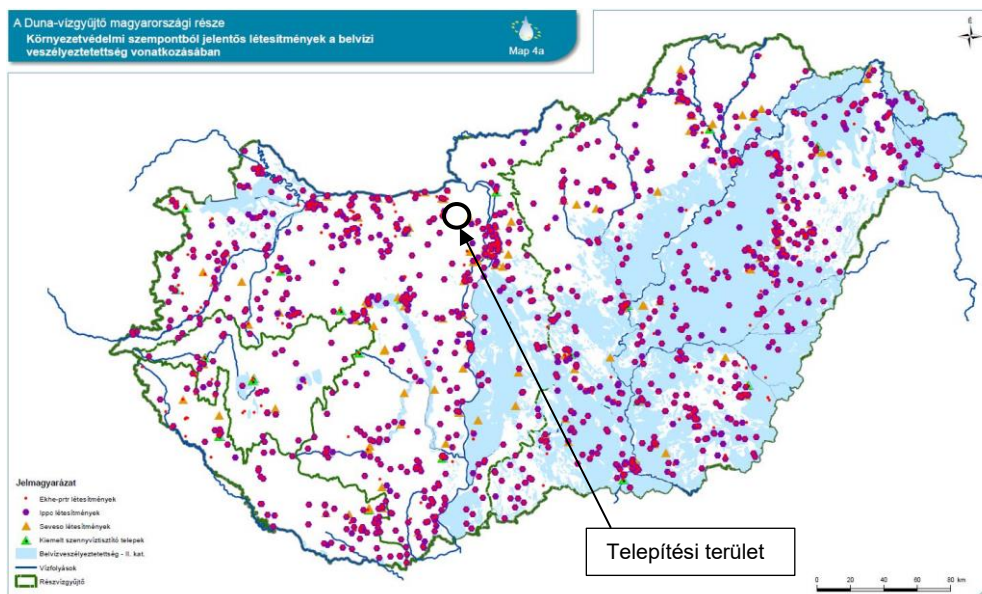 A Duna-vízgyűjtő magyarországi része
Környezetvédelmi szempontból jelentős létesítmények a belvízi
veszélyeztetettség vonatkozásában
Map 4a
Jelmagyarázat
Ekhe-prtr létesítmények
Ippc létesítmények
Seveso létesítmények
Kiemelt szennyvíztisztító telepek
Belvízveszélyeztetettség - II. kat.
Vízfolyások
Részvízgyűjtő
Telepítési terület
0 20 40 60 80 km